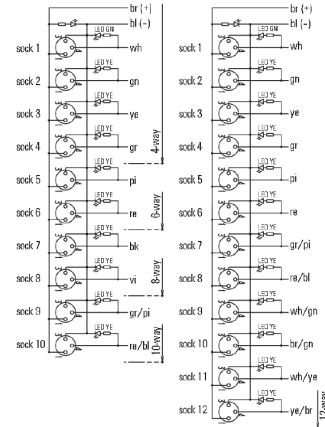 br (+)
bl (−)
LED GN
sock 1 wh
LED YE
sock 2 gn
LED YE
sock 3 ye
LED YE
sock 4 gr
4-way
LED YE
sock 5 pi
LED YE
sock 6 re
6-way
LED YE
sock 7 bk
LED YE
sock 8 vi
8-way
LED YE
sock 9 gr/pi
LED YE
sock 10 re/bl
10-way
br (+)
bl (−)
LED GN
sock 1 wh
LED YE
sock 2 gn
LED YE
sock 3 ye
LED YE
sock 4 gr
LED YE
sock 5 pi
LED YE
sock 6 re
LED YE
sock 7 gr/pi
LED YE
sock 8 re/bl
LED YE
sock 9 wh/gn
LED YE
sock 10 br/gn
LED YE
sock 11 wh/ye
LED YE
sock 12 ye/br
12-way